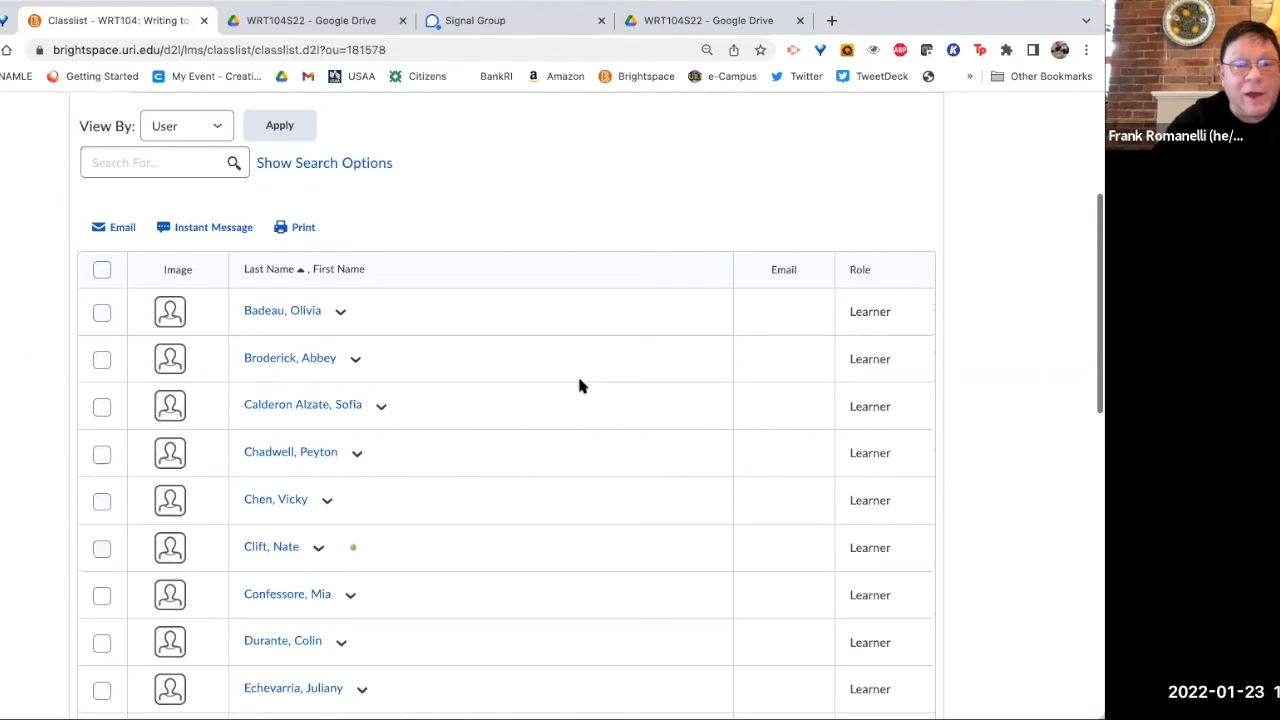 Classlist - WRT104: Writing to
WRT104S22 - Google Drive
Signal Group
WRT104S22 - Google Drive
brightspace.uri.edu/d2l/lms/classlist/classlist.d2l?ou=181578
NAMLE
Getting Started
My Event - Creati...
USAA
Citizens
BankRI
Amazon
Brightspace
e-Campus
Twitter
TweetDeck
»
Other Bookmarks
View By: User Apply
Search For... Show Search Options
Email Instant Message Print
Image Last Name , First Name Email Role
Badeau, Olivia Learner
Broderick, Abbey Learner
Calderon Alzate, Sofia Learner
Chadwell, Peyton Learner
Chen, Vicky Learner
Clift, Nate Learner
Confessore, Mia Learner
Durante, Colin Learner
Echevarria, Juliany Learner
Frank Romanelli (he/...
2022-01-23 1